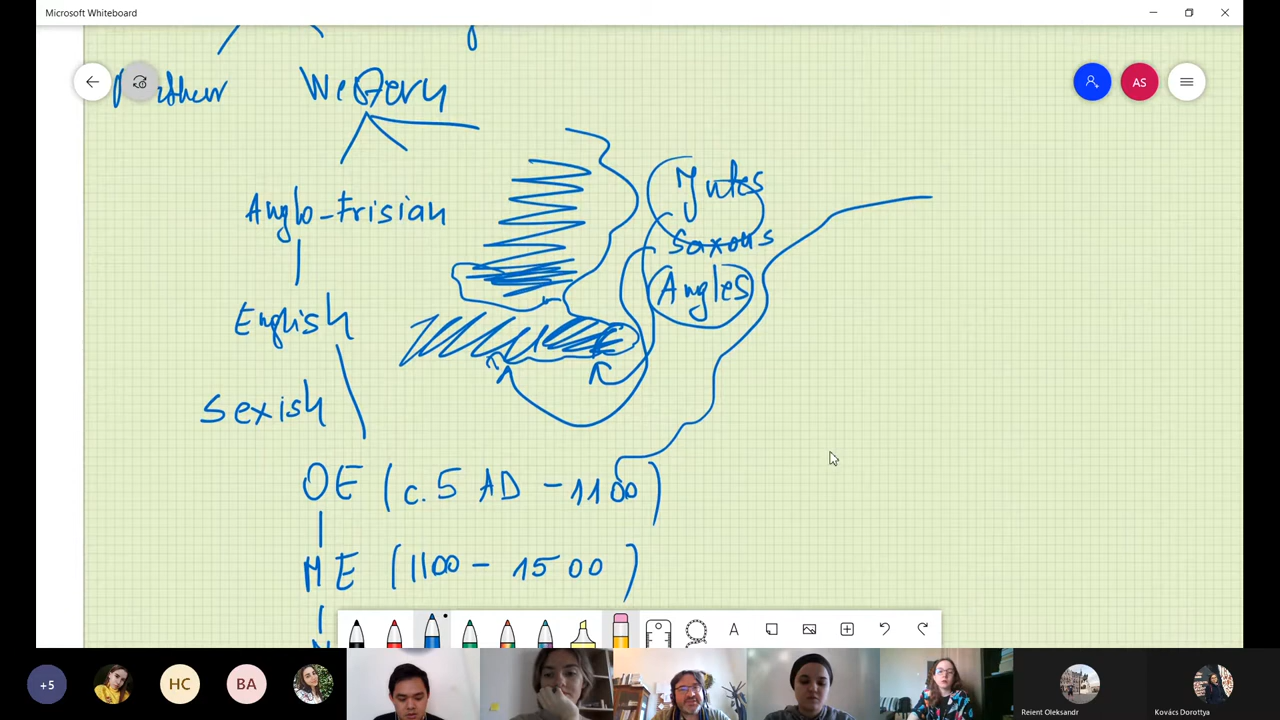 Microsoft Whiteboard
Western
AS
Jutes
Anglo-Frisian
Saxons
Angles
English
Sexish
OE (c. 5 AD - 1100)
ME (1100 - 1500)
A
+5
HC
BA
Reient Oleksandr
Kovács Dorottya